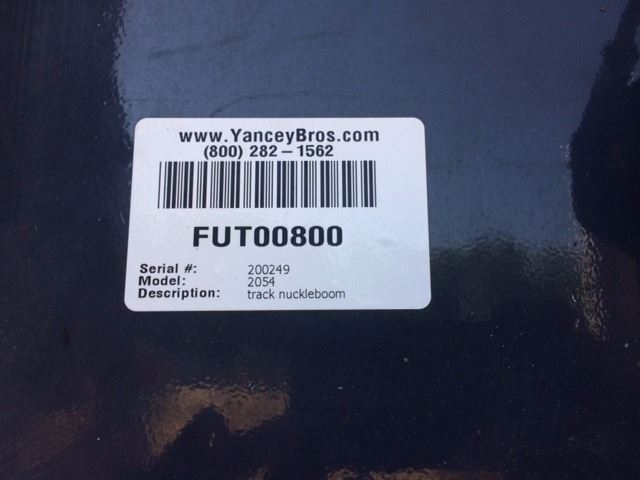 www.YanceyBros.com
(800) 282-1562
FUT00800
Serial #: 200249
Model: 2054
Description: track nuckleboom